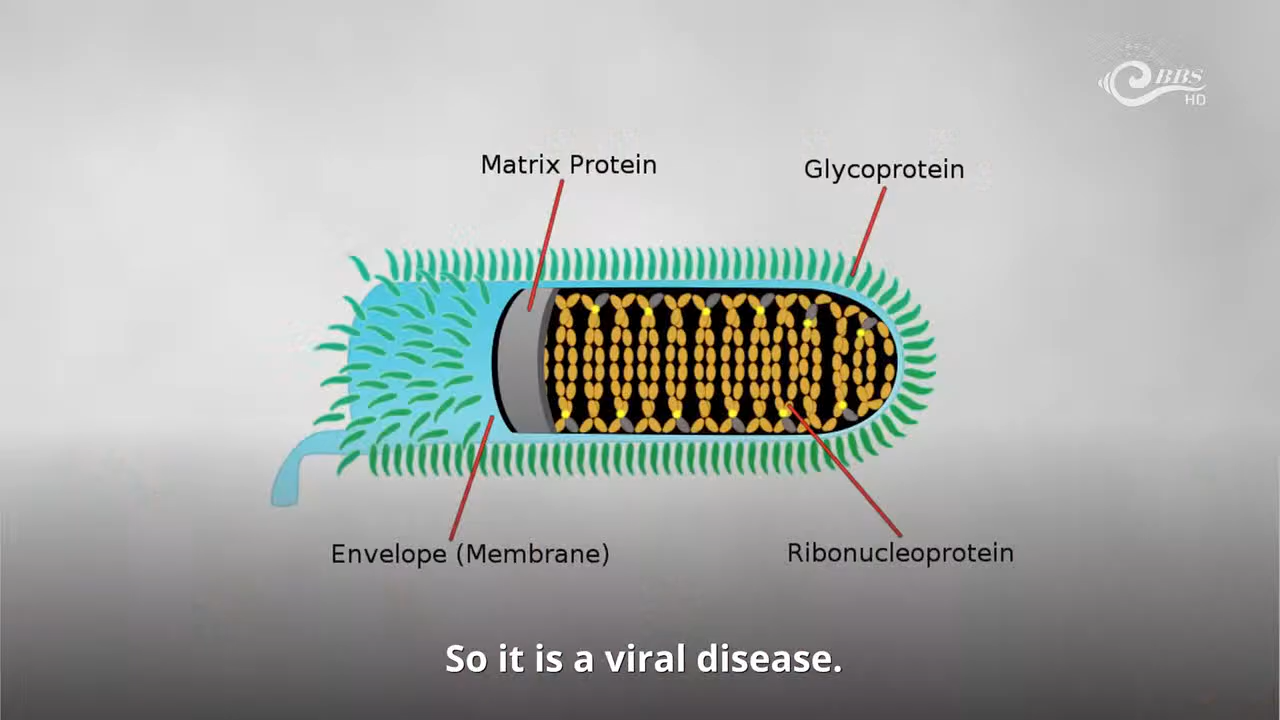 BBS
HD
Matrix Protein
Glycoprotein
Envelope (Membrane)
Ribonucleoprotein
So it is a viral disease.